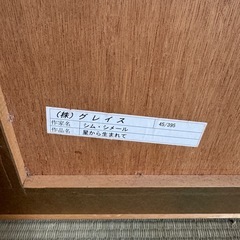 (株) グレイス
作家名 シム・シメール 45/295
作品名 星から生まれて